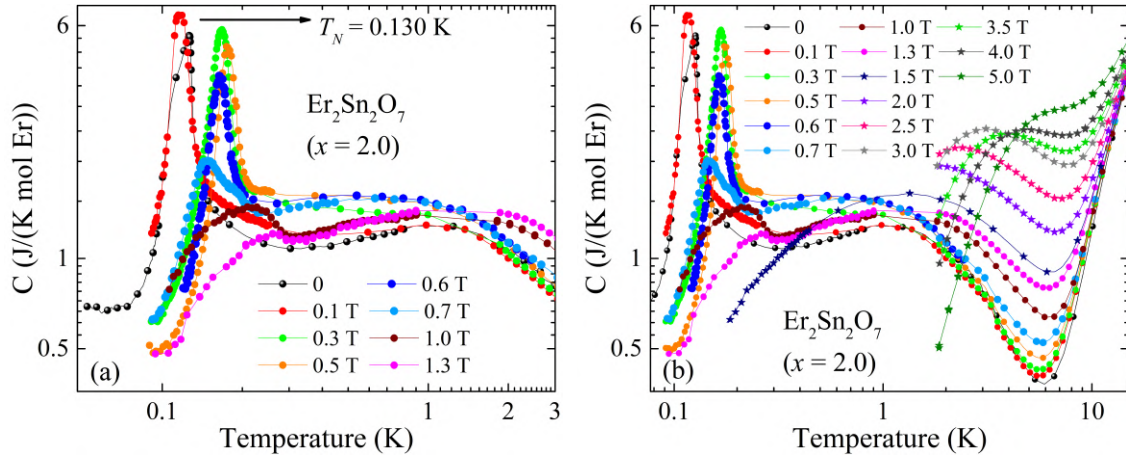 6
1
0.5
C (J/(K mol Er))
T_N = 0.130 K
Er2Sn2O7
(x = 2.0)
0
0.1 T
0.3 T
0.5 T
0.6 T
0.7 T
1.0 T
1.3 T
(a)
0.1
1
2
3
Temperature (K)
6
1
0.5
C (J/(K mol Er))
0
0.1 T
0.3 T
0.5 T
0.6 T
0.7 T
1.0 T
1.3 T
1.5 T
2.0 T
2.5 T
3.0 T
3.5 T
4.0 T
5.0 T
Er2Sn2O7
(x = 2.0)
(b)
0.1
1
10
Temperature (K)